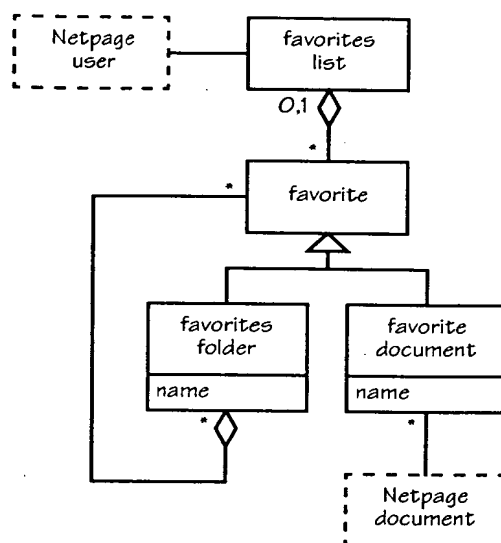 Netpage
user
favorites
list
0,1
*
*
favorite
favorites
folder
name
favorite
document
name
*
*
Netpage
document